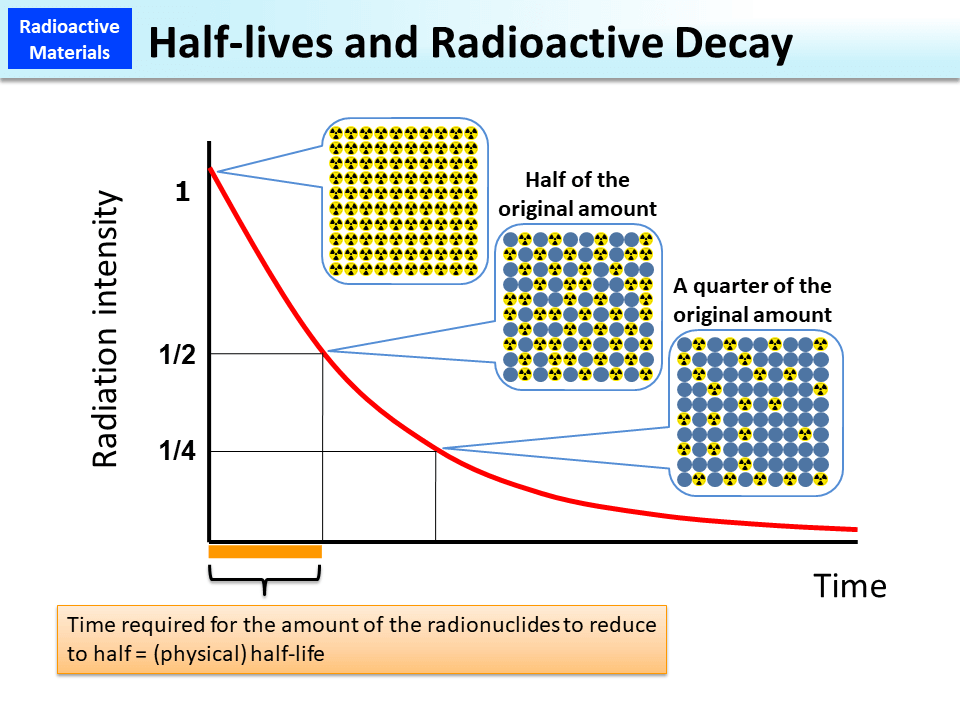 Radioactive
Materials
Half-lives and Radioactive Decay
Radiation intensity
1
1/2
1/4
Half of the
original amount
A quarter of the
original amount
Time
Time required for the amount of the radionuclides to reduce
to half = (physical) half-life